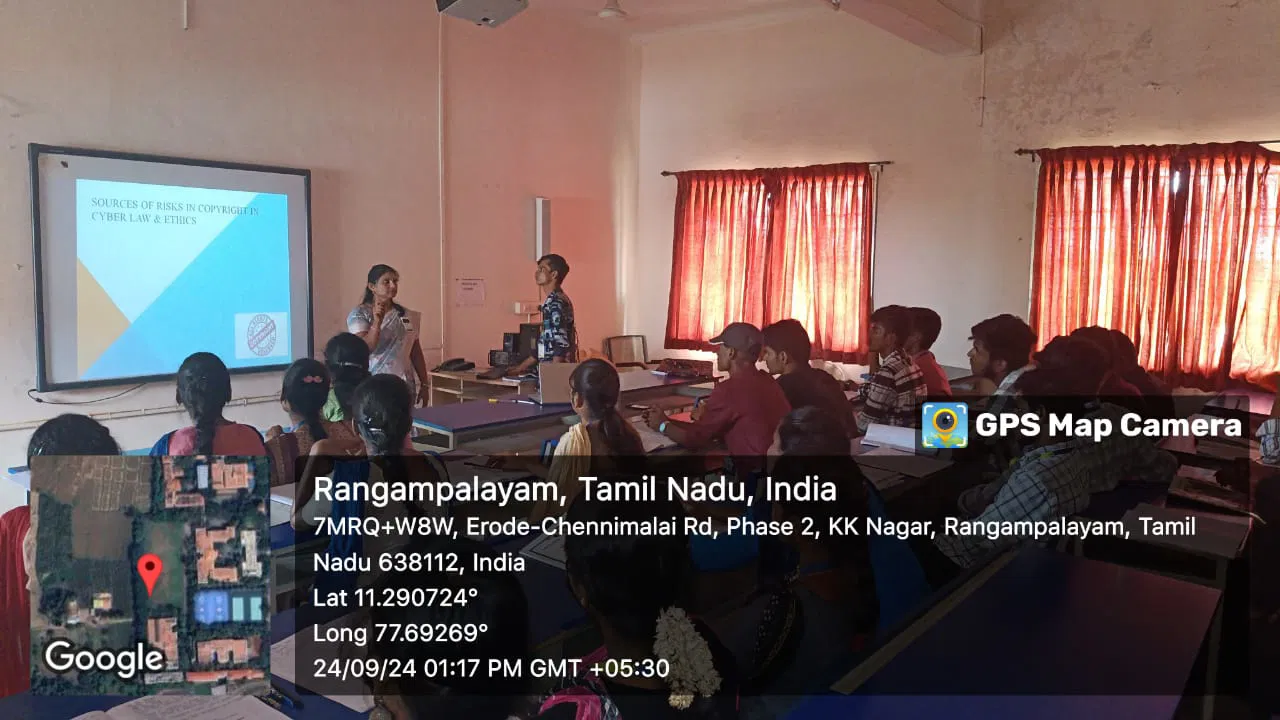 SOURCES OF RISKS IN COPYRIGHT IN
CYBER LAW & ETHICS
GPS Map Camera
Rangampalayam, Tamil Nadu, India
7MRQ+W8W, Erode-Chennimalai Rd, Phase 2, KK Nagar, Rangampalayam, Tamil
Nadu 638112, India
Lat 11.290724°
Long 77.69269°
24/09/24 01:17 PM GMT +05:30
Google